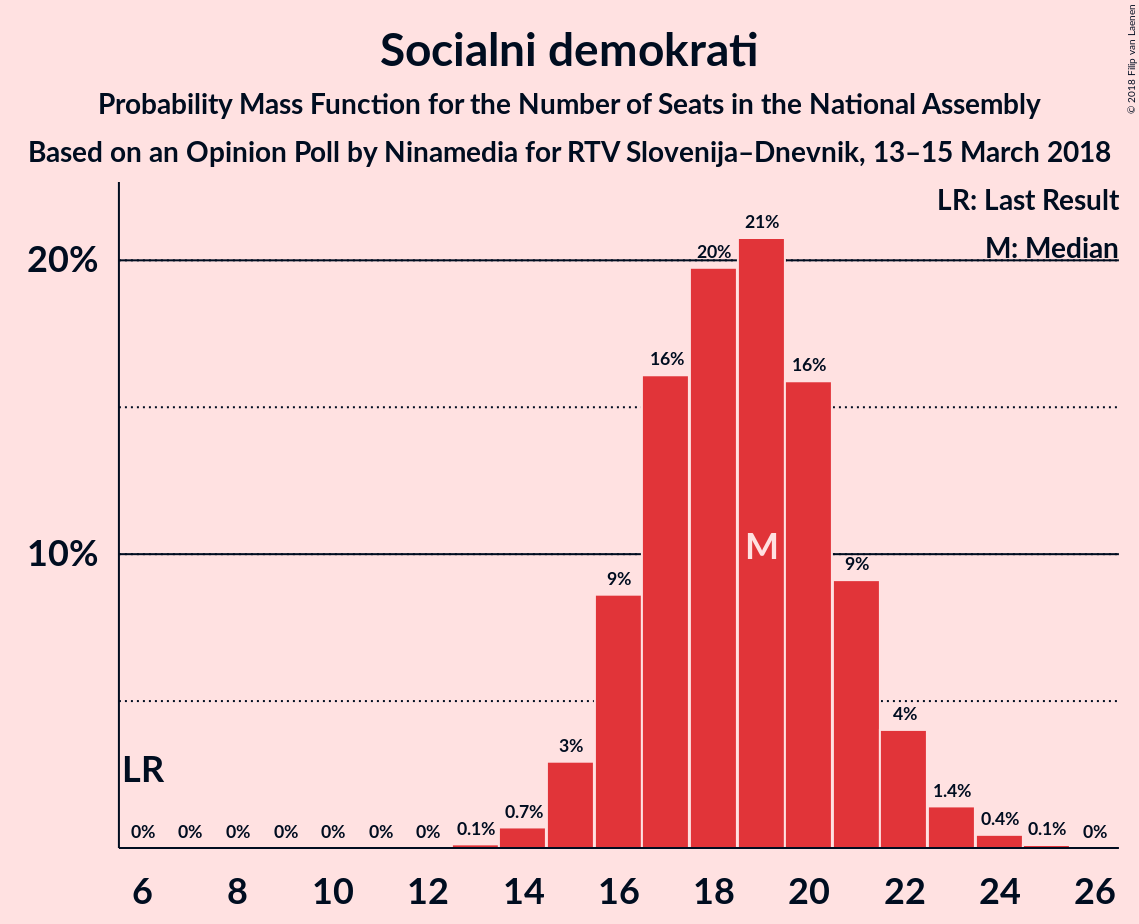 Socialni demokrati
Probability Mass Function for the Number of Seats in the National Assembly
Based on an Opinion Poll by Ninamedia for RTV Slovenija–Dnevnik, 13–15 March 2018
© 2018 Filip van Laenen
LR: Last Result
M: Median
20%
10%
LR
0% 0% 0% 0% 0% 0% 0% 0.1% 0.7% 3% 9% 16% 20% 21% 16% 9% 4% 1.4% 0.4% 0.1% 0%
M
6 8 10 12 14 16 18 20 22 24 26